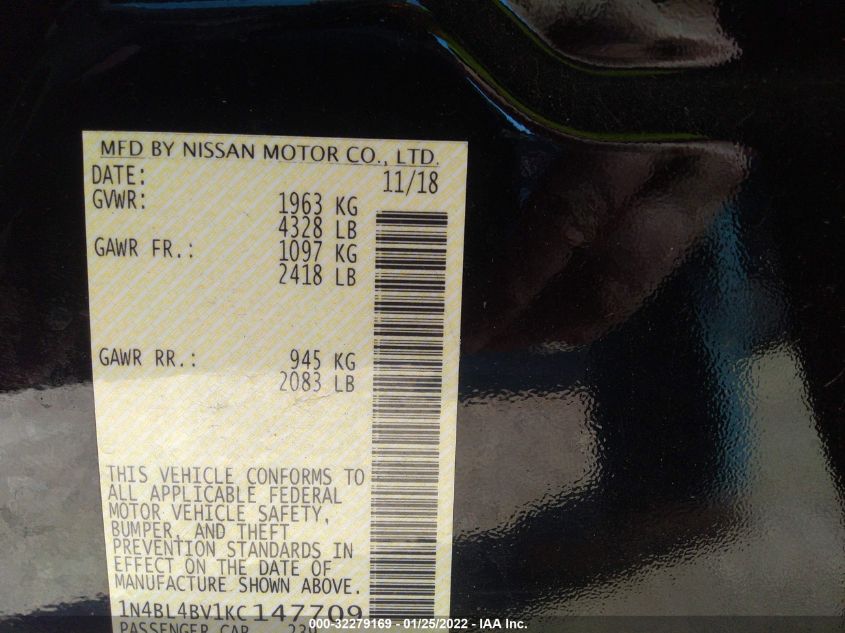 MFD BY NISSAN MOTOR CO., LTD.
DATE: 11/18
GVWR: 1963 KG
4328 LB
GAWR FR.: 1097 KG
2418 LB
GAWR RR.: 945 KG
2083 LB
THIS VEHICLE CONFORMS TO
ALL APPLICABLE FEDERAL
MOTOR VEHICLE SAFETY,
BUMPER, AND THEFT
PREVENTION STANDARDS IN
EFFECT ON THE DATE OF
MANUFACTURE SHOWN ABOVE.
1N4BL4BV1KC147709
PASSENGER CAR
000-32279169 - 01/25/2022 - IAA Inc.